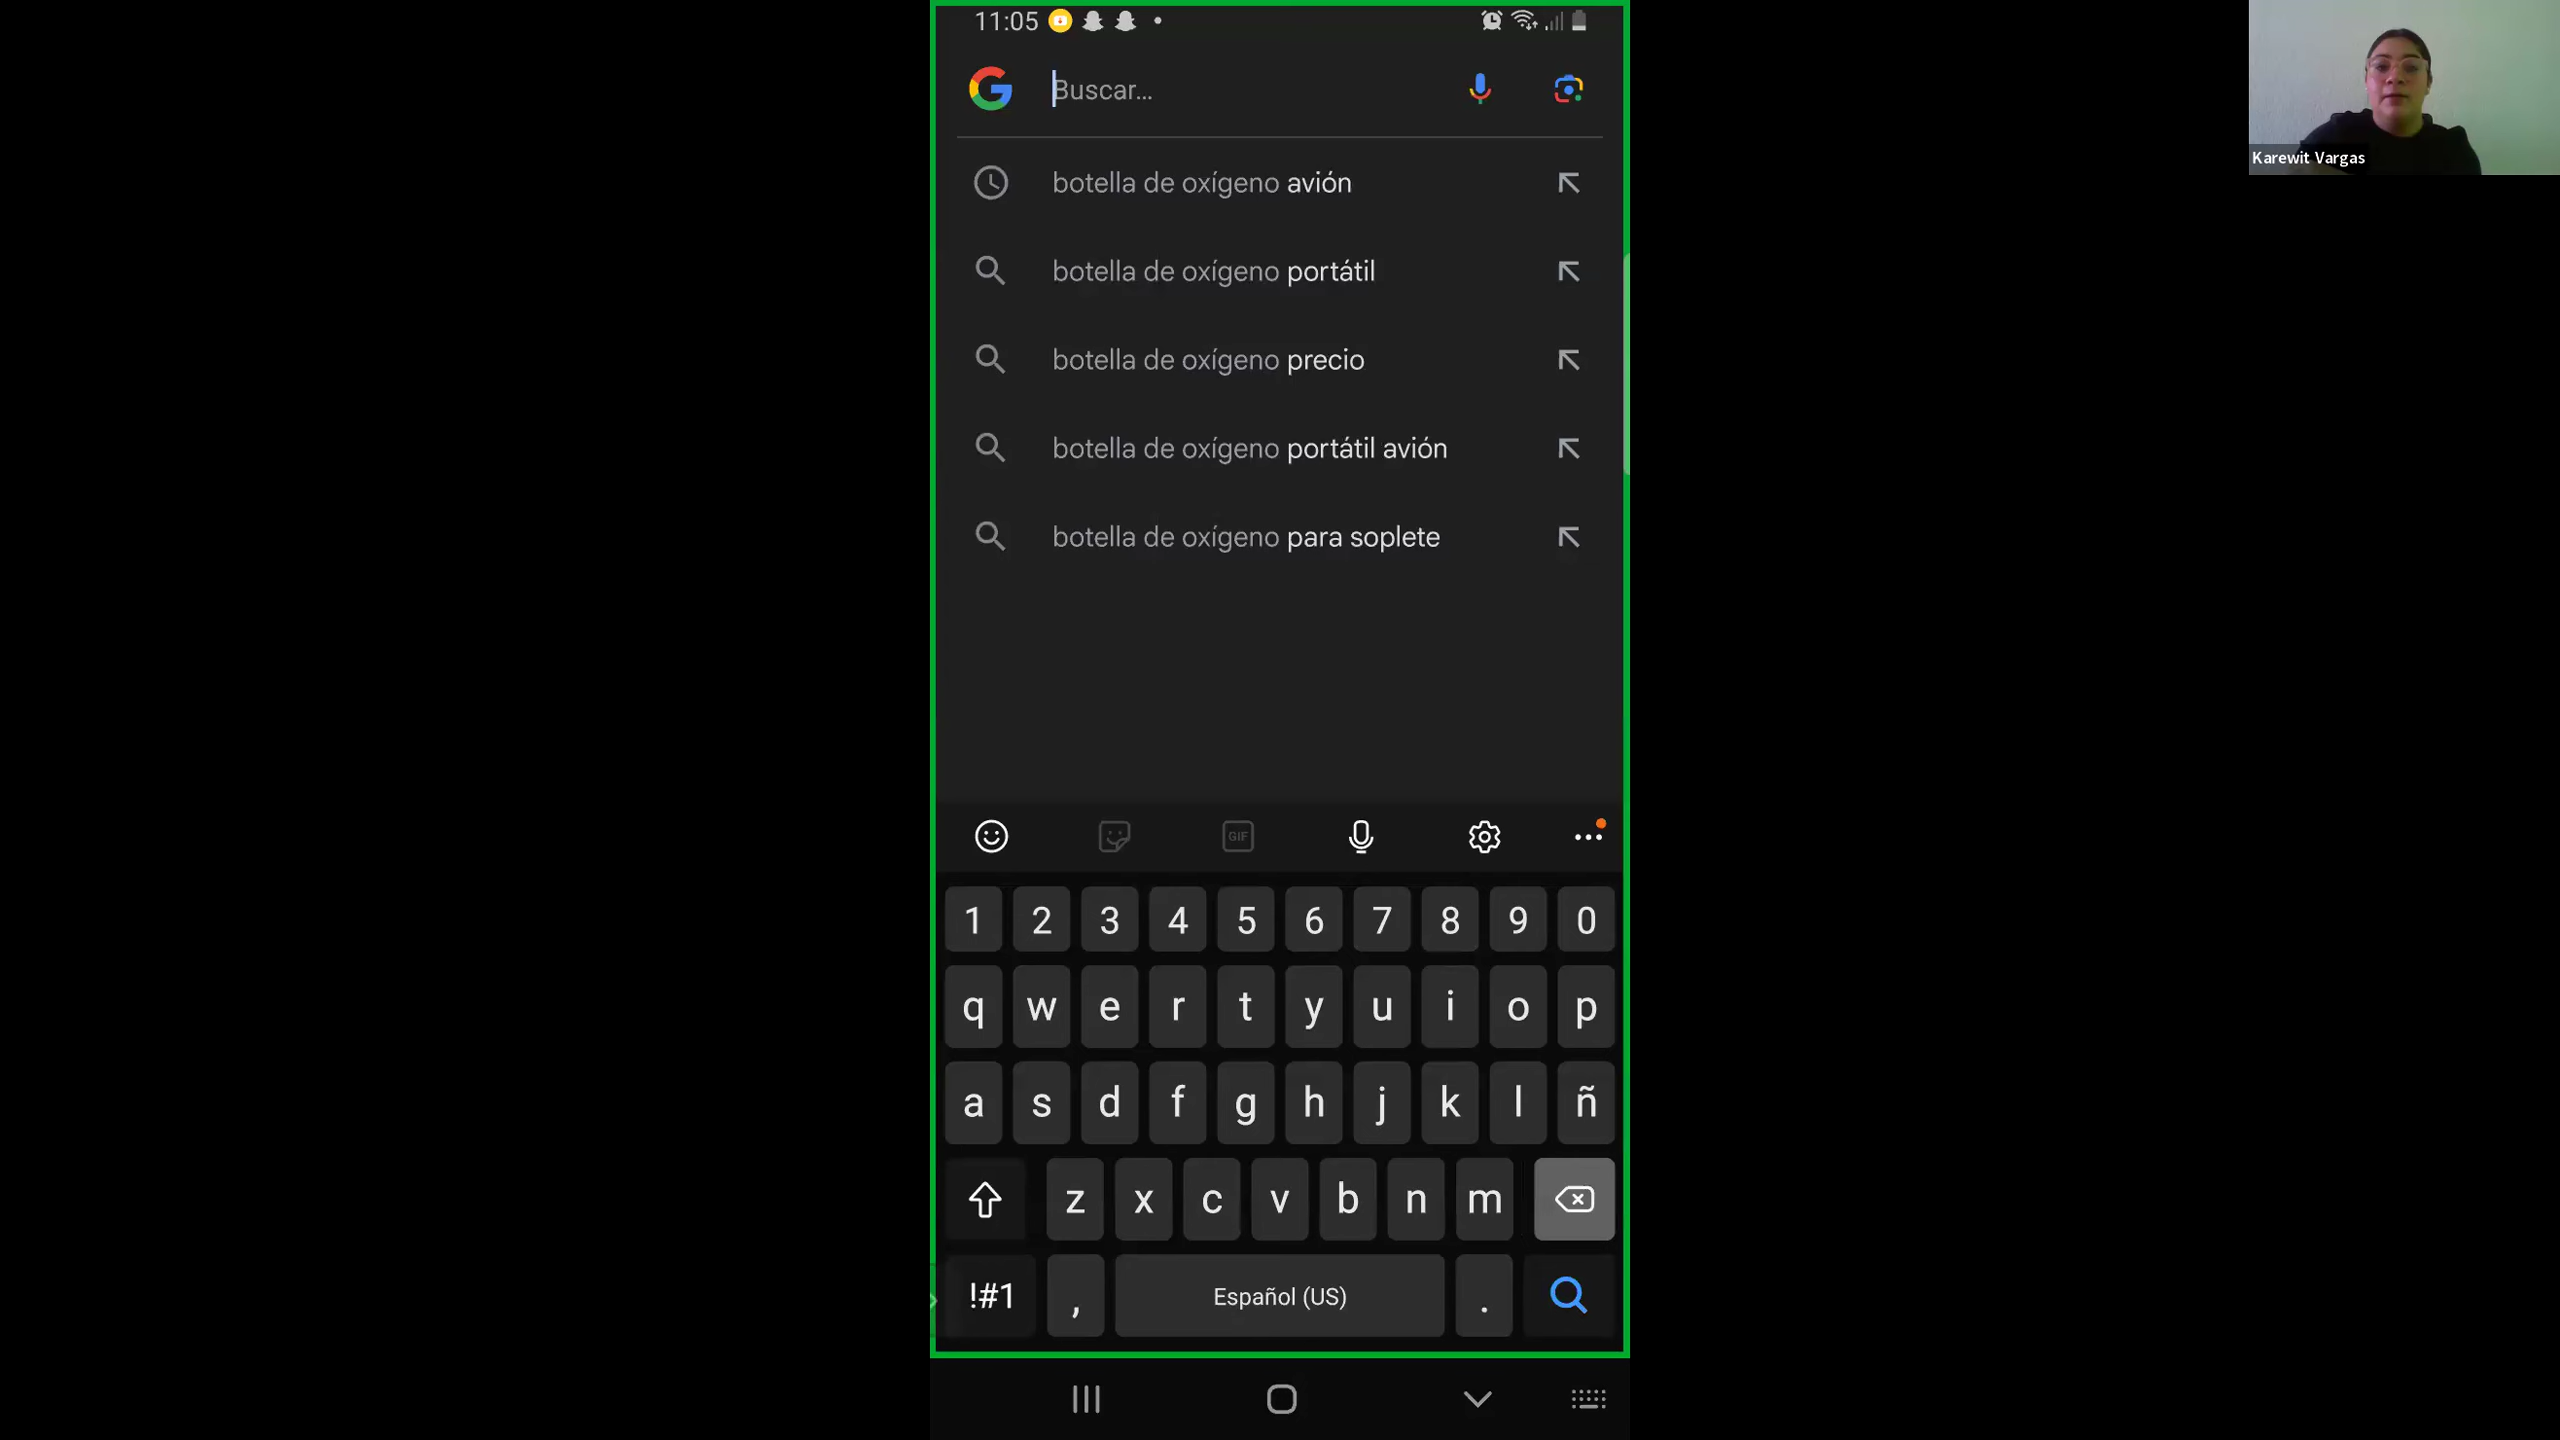 11:05
Buscar...
botella de oxígeno avión
botella de oxígeno portátil
botella de oxígeno precio
botella de oxígeno portátil avión
botella de oxígeno para soplete
GIF
1 2 3 4 5 6 7 8 9 0
q w e r t y u i o p
a s d f g h j k l ñ
z x c v b n m
!#1 , Español (US) .
Karewit Vargas